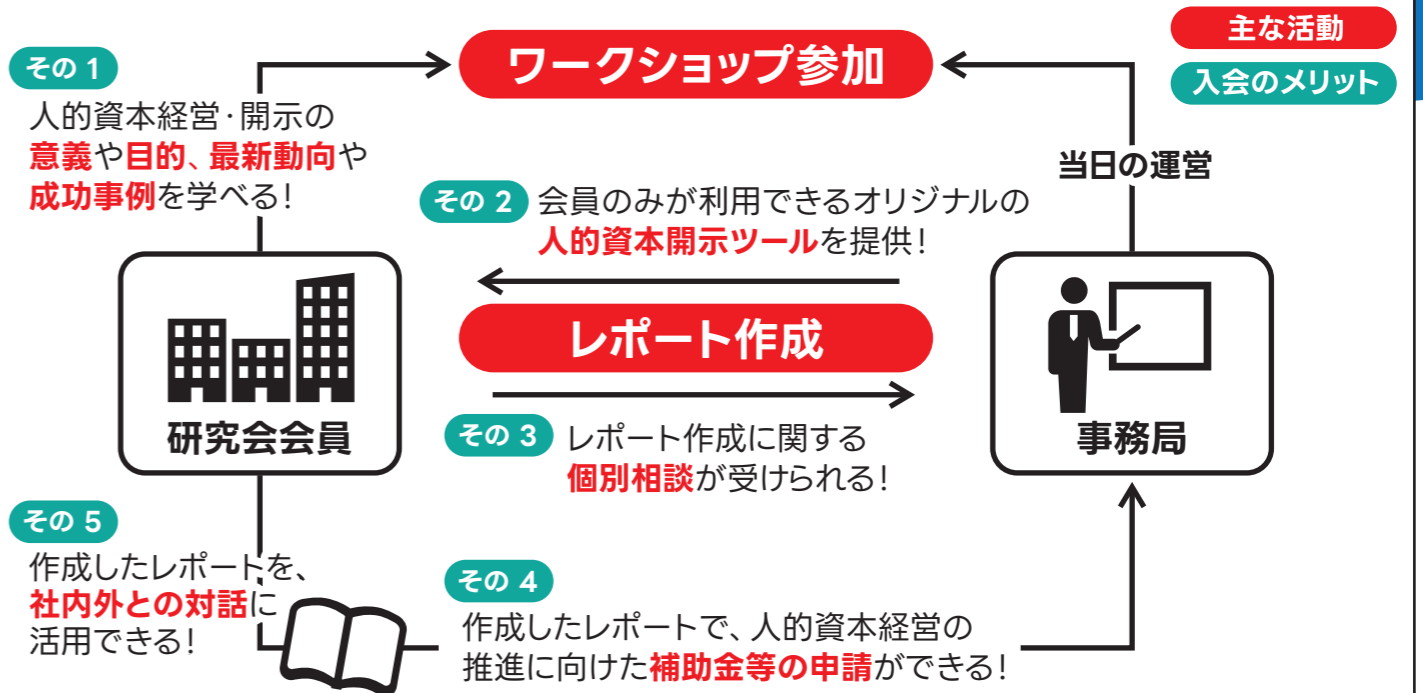 主な活動
入会のメリット
ワークショップ参加
その 1
人的資本経営・開示の
意義や目的、最新動向や
成功事例を学べる！
当日の運営
その 2
会員のみが利用できるオリジナルの
人的資本開示ツールを提供！
レポート作成
研究会会員
事務局
その 3
レポート作成に関する
個別相談が受けられる！
その 5
作成したレポートを、
社内外との対話に
活用できる！
その 4
作成したレポートで、人的資本経営の
推進に向けた補助金等の申請ができる！